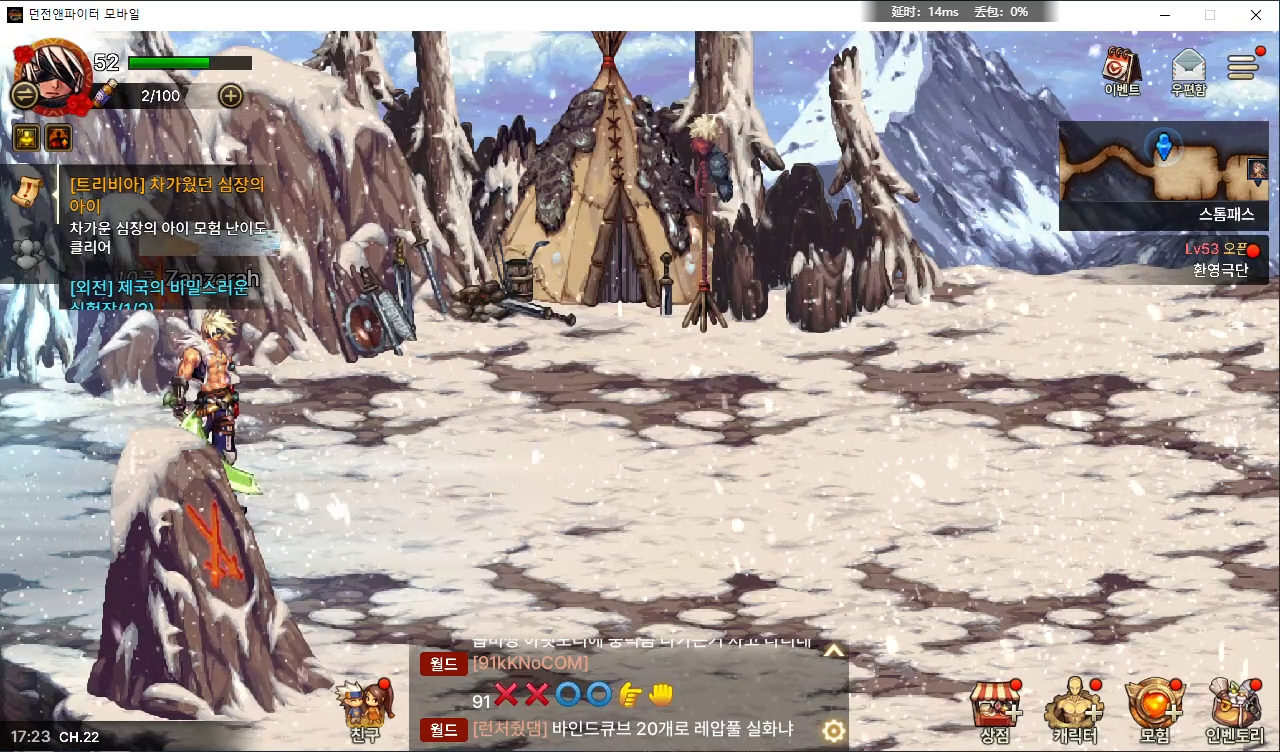 던전앤파이터 모바일
延时: 14ms 丢包: 0%
52
2/100
이벤트
우편함
[트리비아] 차가웠던 심장의
아이
차가운 심장의 아이 모험 난이도
클리어
Zanzarah
[외전] 제국의 비밀스러운
스톰패스
Lv53 오픈
환영극단
월드 [91kKNoCOM]
91❌❌⭕⭕👉🤚
월드 [런처줬댐] 바인드큐브 20개로 레압풀 실화냐
17:23 CH.22
친구
상점
캐릭터
모험
인벤토리